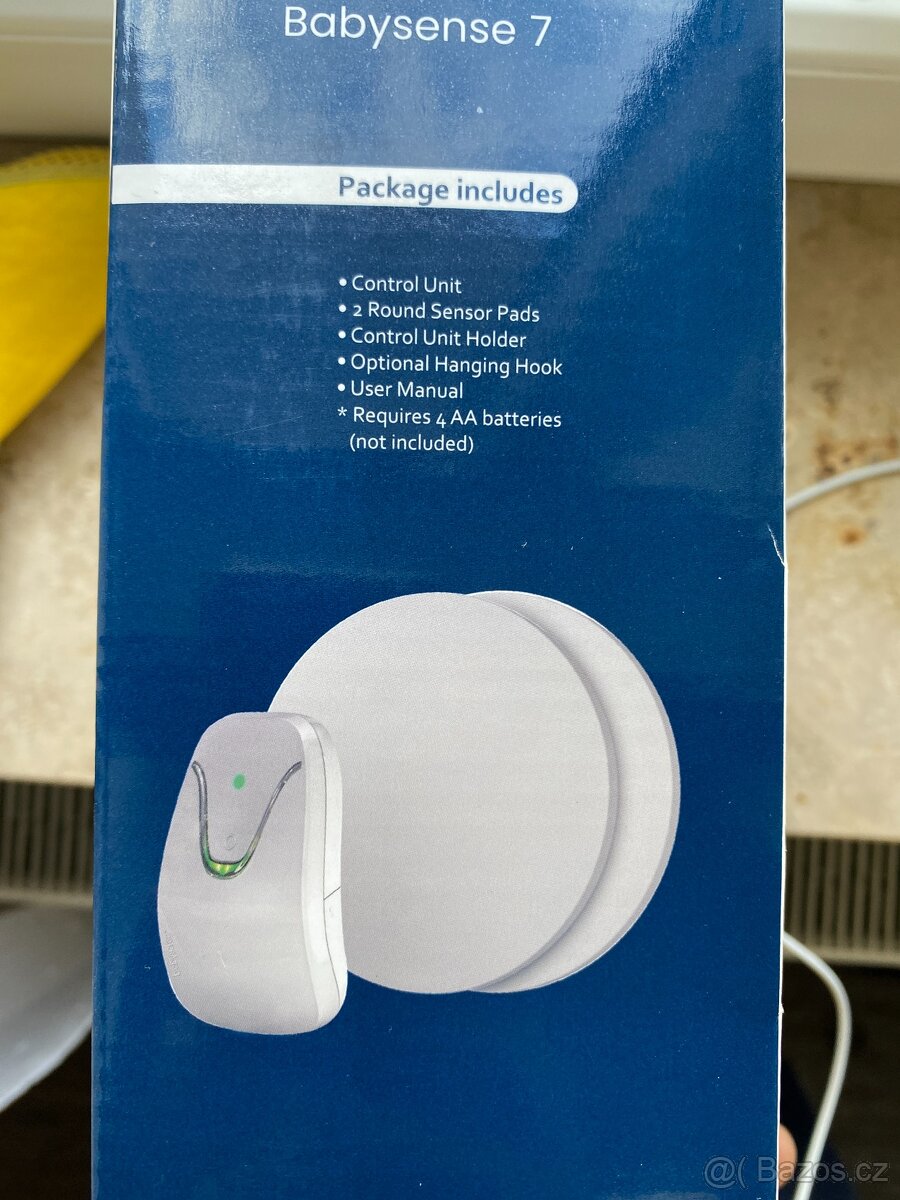 Babysense 7
Package includes
• Control Unit
• 2 Round Sensor Pads
• Control Unit Holder
• Optional Hanging Hook
• User Manual
* Requires 4 AA batteries
(not included)
@( Bazos.cz